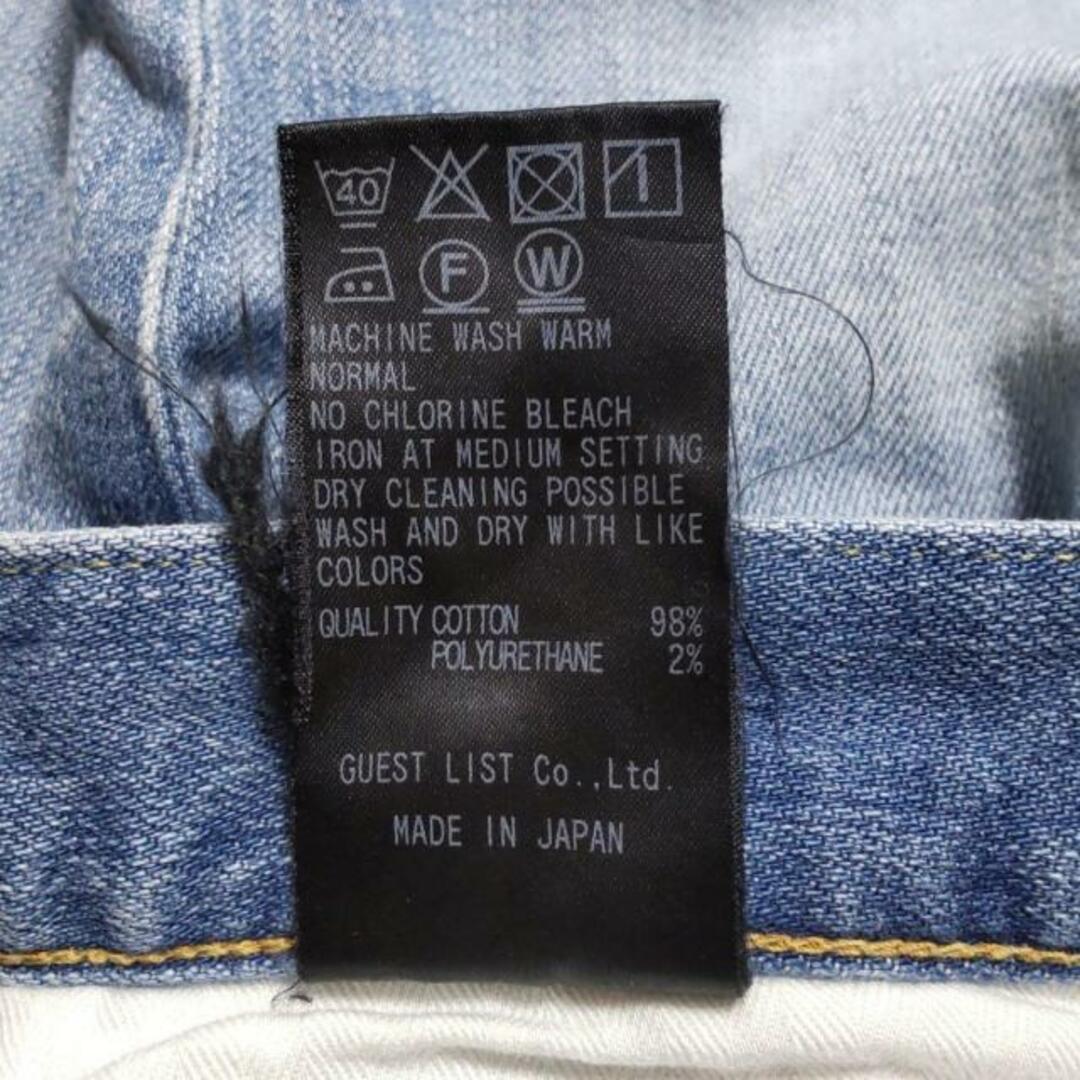 40
F W
MACHINE WASH WARM
NORMAL
NO CHLORINE BLEACH
IRON AT MEDIUM SETTING
DRY CLEANING POSSIBLE
WASH AND DRY WITH LIKE
COLORS
QUALITY COTTON 98%
POLYURETHANE 2%
GUEST LIST Co.,Ltd.
MADE IN JAPAN